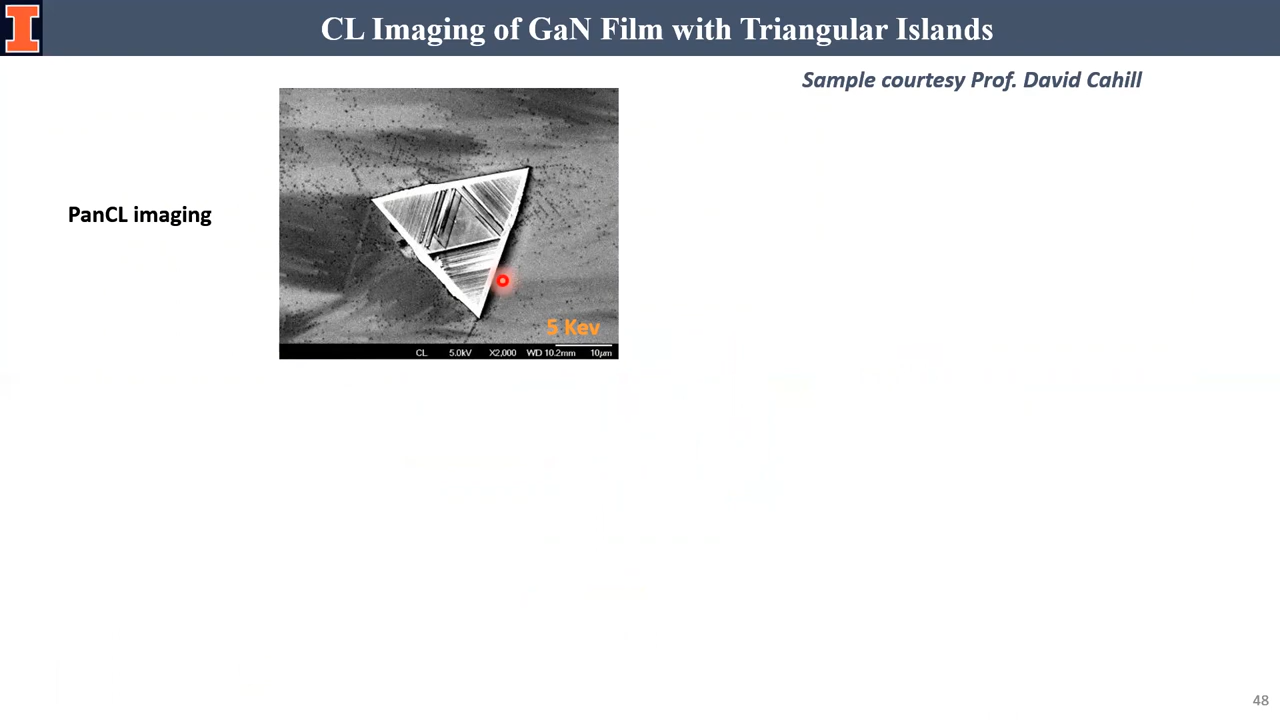 I
CL Imaging of GaN Film with Triangular Islands
Sample courtesy Prof. David Cahill
PanCL imaging
5 Kev
CL 5.0kV X2,000 WD 10.2mm 10µm
48